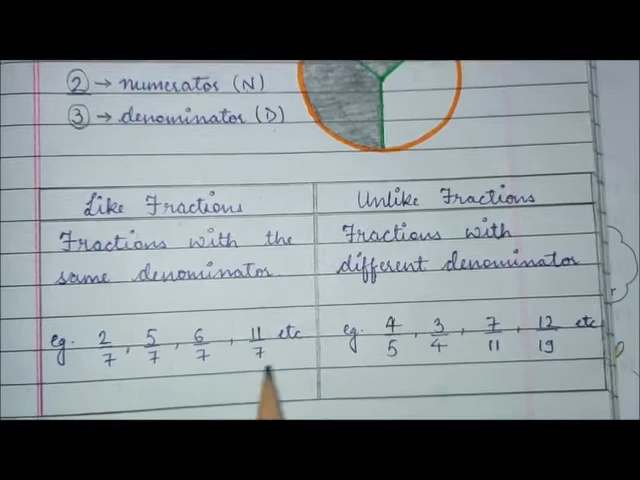 ② → numerator (N)
③ → denominator (D)
Like Fractions
Fractions with the
same denominator
eg. 2/7, 5/7, 6/7, 11/7 etc
Unlike Fractions
Fractions with
different denominator
eg. 4/5, 3/4, 7/11, 12/19 etc